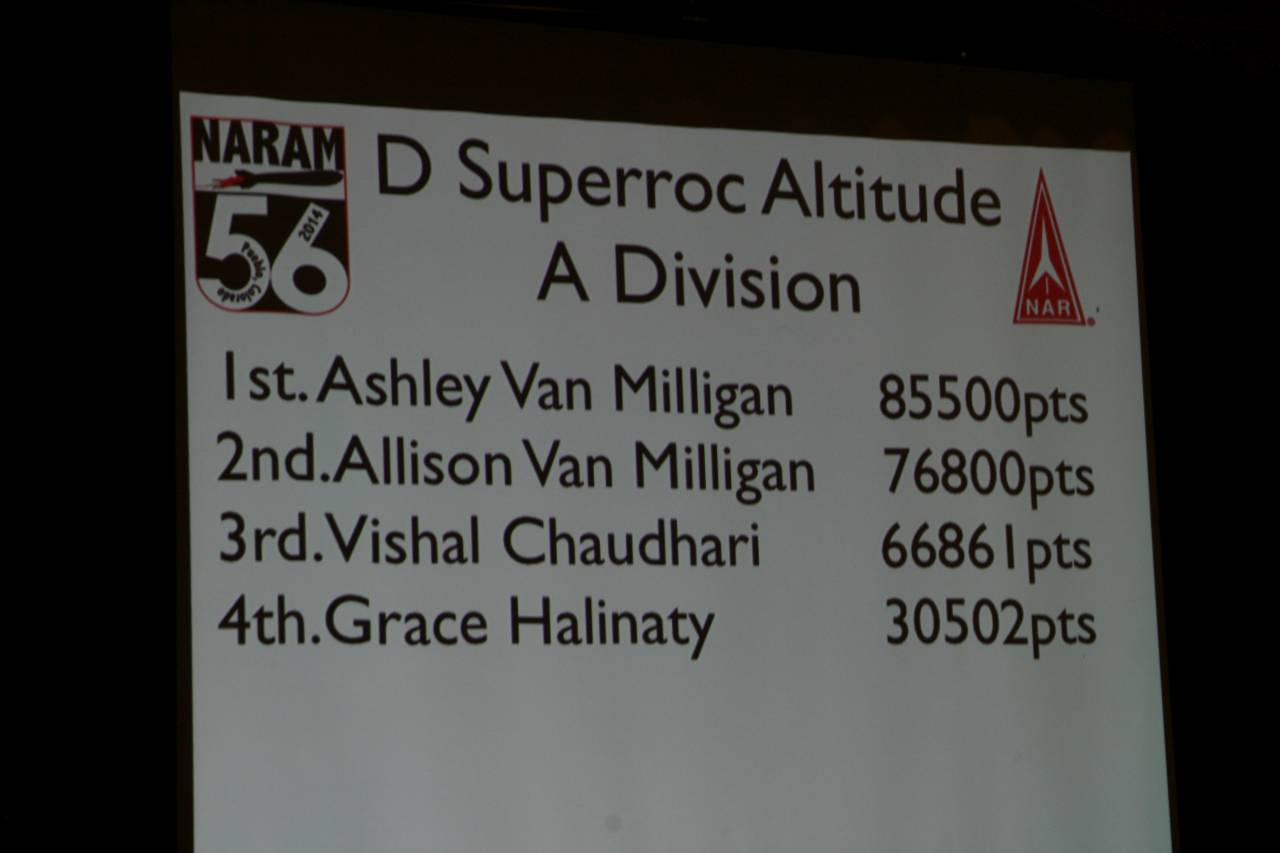 NARAM
56
2014
Pueblo, Colorado
D Superroc Altitude
A Division
NAR
1st. Ashley Van Milligan 85500pts
2nd. Allison Van Milligan 76800pts
3rd. Vishal Chaudhari 66861pts
4th. Grace Halinaty 30502pts